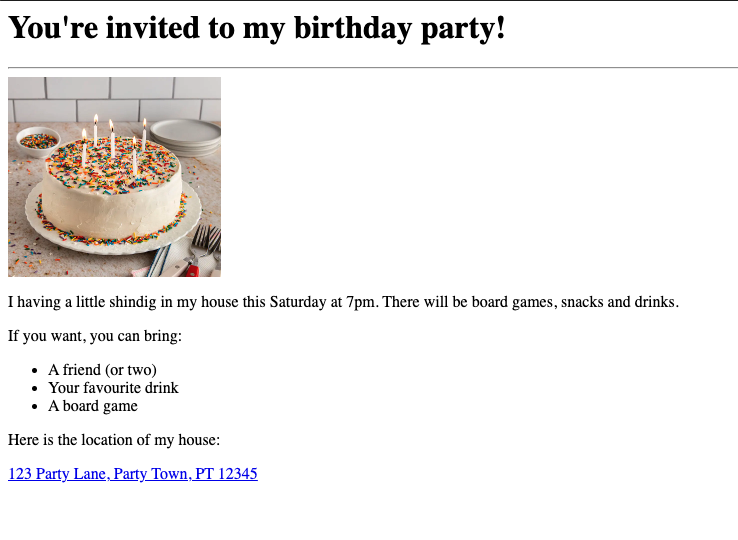 You're invited to my birthday party!
I having a little shindig in my house this Saturday at 7pm. There will be board games, snacks and drinks.
If you want, you can bring:
• A friend (or two)
• Your favourite drink
• A board game
Here is the location of my house:
123 Party Lane, Party Town, PT 12345